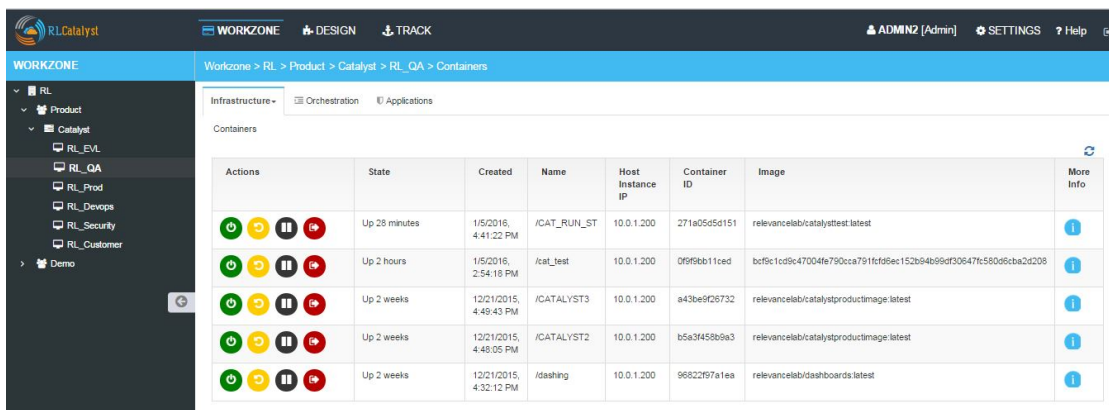 RLCatalyst
WORKZONE DESIGN TRACK ADMIN2 [Admin] SETTINGS ? Help
WORKZONE
Workzone > RL > Product > Catalyst > RL_QA > Containers
RL
Product
Catalyst
RL_EVL
RL_QA
RL_Prod
RL_Devops
RL_Security
RL_Customer
Demo
Infrastructure Orchestration Applications
Containers
Actions State Created Name Host Instance IP Container ID Image More Info
Up 28 minutes 1/5/2016, 4:41:22 PM /CAT_RUN_ST 10.0.1.200 271a05d5d151 relevancelab/catalysttest:latest
Up 2 hours 1/5/2016, 2:54:18 PM /cat_test 10.0.1.200 0f9f9bb11ced bcf9c1cd9c47004fe790cca791fcfd6ec152b94b99df30647fc580d6cba2d208
Up 2 weeks 12/21/2015, 4:49:43 PM /CATALYST3 10.0.1.200 a43be9f26732 relevancelab/catalystproductimage:latest
Up 2 weeks 12/21/2015, 4:48:05 PM /CATALYST2 10.0.1.200 b5a3f458b9a3 relevancelab/catalystproductimage:latest
Up 2 weeks 12/21/2015, 4:32:12 PM /dashing 10.0.1.200 96822f97a1ea relevancelab/dashboards:latest